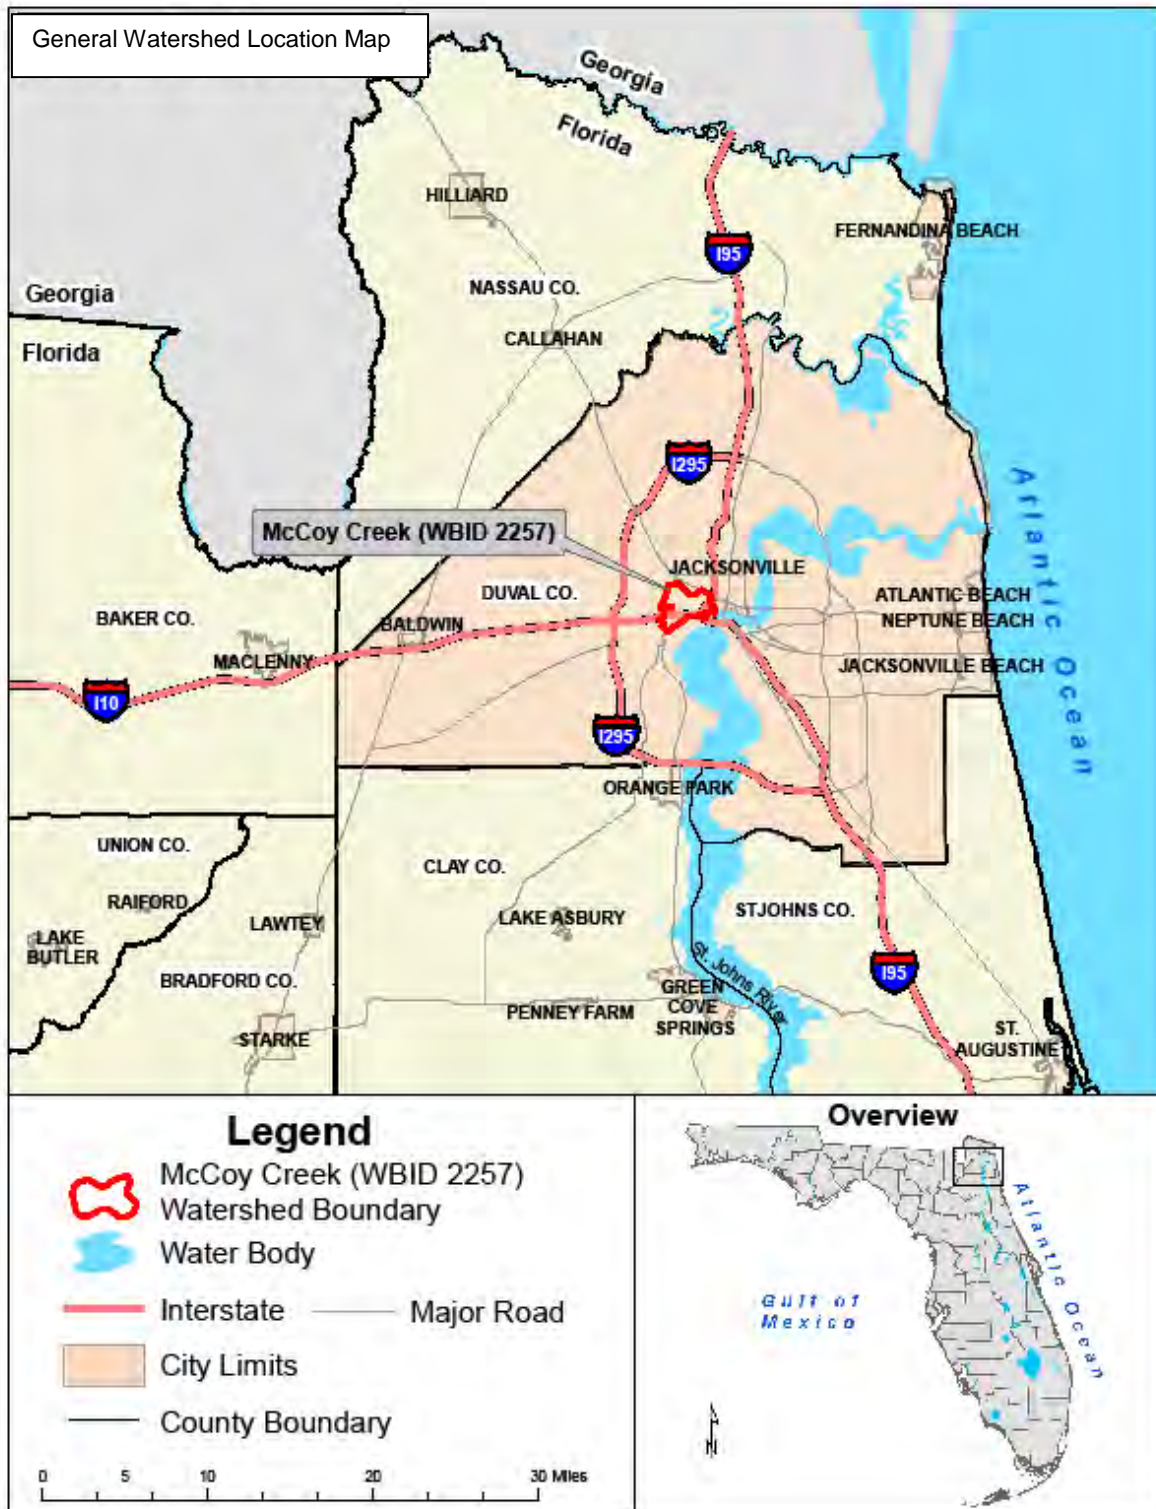 General Watershed Location Map
Georgia
Florida
HILLIARD
FERNANDINA BEACH
I95
NASSAU CO.
Georgia
Florida
CALLAHAN
I295
McCoy Creek (WBID 2257)
JACKSONVILLE
DUVAL CO.
ATLANTIC BEACH
NEPTUNE BEACH
BAKER CO.
BALDWIN
MACLENNY
JACKSONVILLE BEACH
Atlantic Ocean
I10
I295
ORANGE PARK
UNION CO.
CLAY CO.
RAIFORD
LAWTEY
LAKE ASBURY
STJOHNS CO.
LAKE
BUTLER
BRADFORD CO.
St. Johns River
I95
GREEN
COVE
SPRINGS
PENNEY FARM
STARKE
ST.
AUGUSTINE
Legend
McCoy Creek (WBID 2257)
Watershed Boundary
Water Body
Interstate
Major Road
City Limits
County Boundary
0 5 10 20 30 Miles
Overview
Atlantic Ocean
Gulf of
Mexico
N